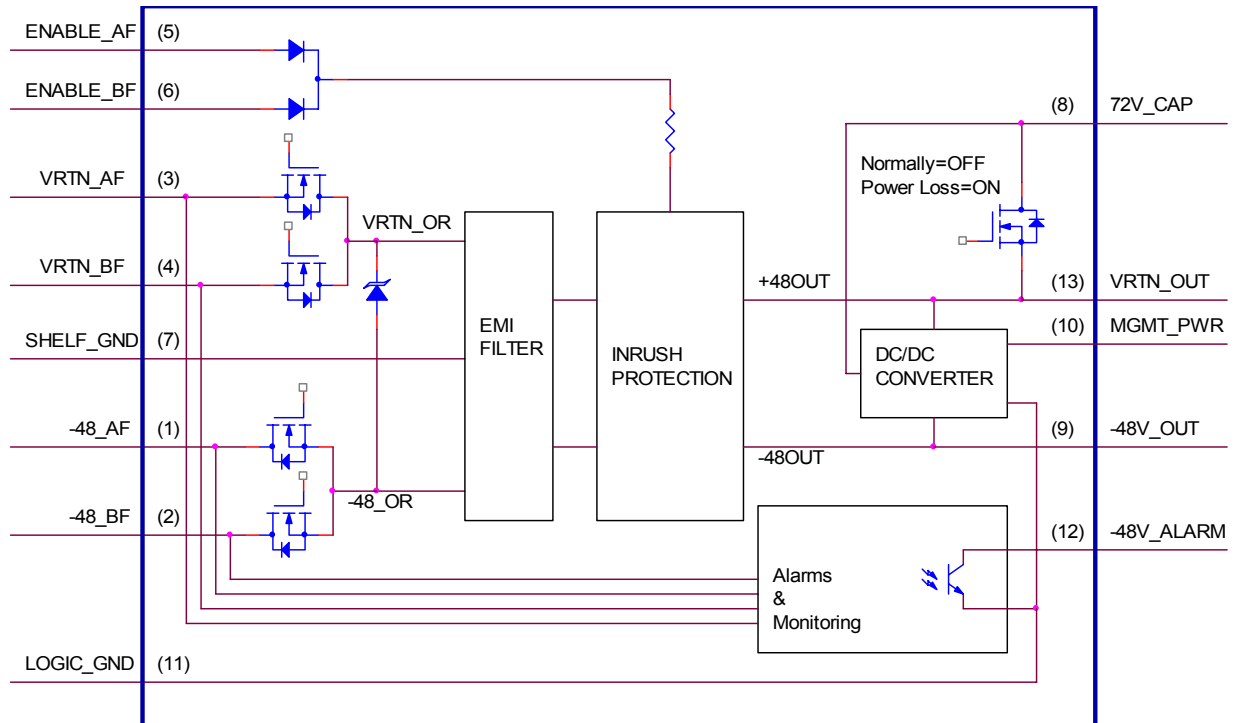 ENABLE_AF (5)
ENABLE_BF (6)
VRTN_AF (3)
VRTN_BF (4)
SHELF_GND (7)
-48_AF (1)
-48_BF (2)
LOGIC_GND (11)
VRTN_OR
-48_OR
EMI
FILTER
INRUSH
PROTECTION
+48OUT
-48OUT
Normally=OFF
Power Loss=ON
DC/DC
CONVERTER
Alarms
&
Monitoring
(8) 72V_CAP
(13) VRTN_OUT
(10) MGMT_PWR
(9) -48V_OUT
(12) -48V_ALARM